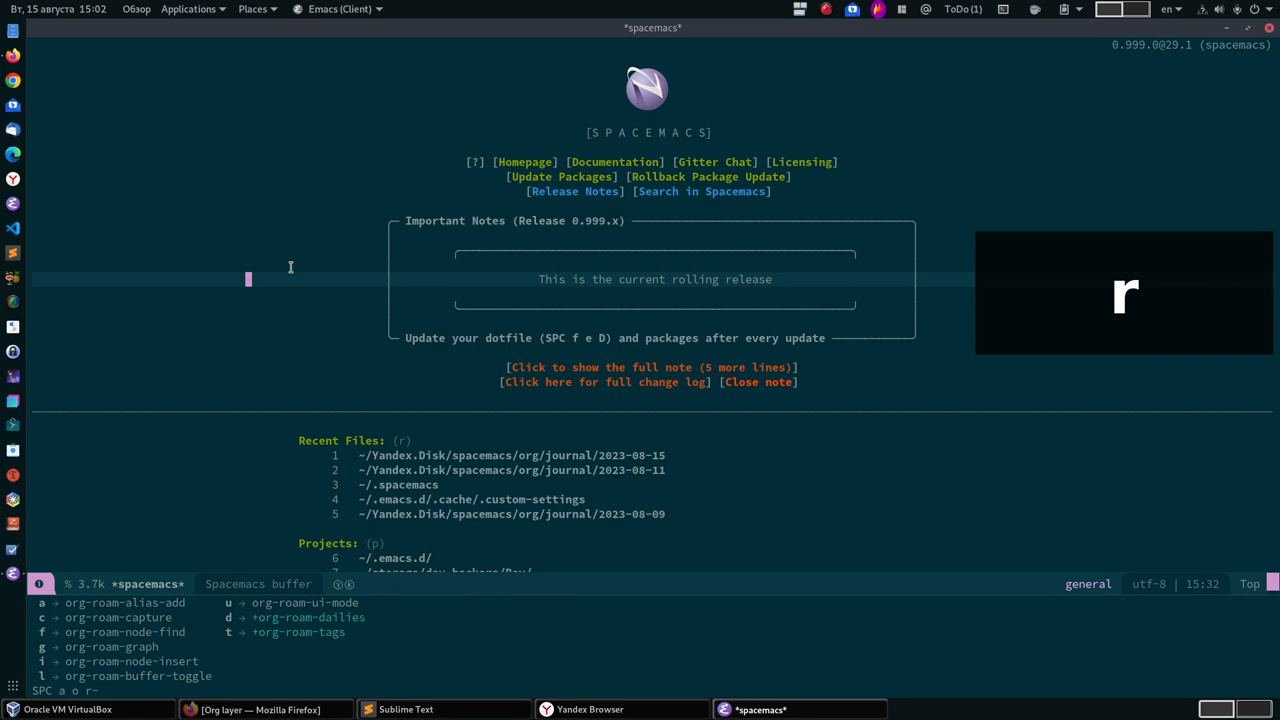 Вт, 15 августа 15:02 Обзор Applications Places Emacs (Client) ToDo (1) en
*spacemacs*
0.999.0@29.1 (spacemacs)
[S P A C E M A C S]
[?] [Homepage] [Documentation] [Gitter Chat] [Licensing]
[Update Packages] [Rollback Package Update]
[Release Notes] [Search in Spacemacs]
Important Notes (Release 0.999.x)
This is the current rolling release
r
Update your dotfile (SPC f e D) and packages after every update
[Click to show the full note (5 more lines)]
[Click here for full change log] [Close note]
Recent Files: (r)
1 ~/Yandex.Disk/spacemacs/org/journal/2023-08-15
2 ~/Yandex.Disk/spacemacs/org/journal/2023-08-11
3 ~/.spacemacs
4 ~/.emacs.d/.cache/.custom-settings
5 ~/Yandex.Disk/spacemacs/org/journal/2023-08-09
Projects: (p)
6 ~/.emacs.d/
% 3.7k *spacemacs* Spacemacs buffer ⓎⓀ general utf-8 | 15:32 Top
a → org-roam-alias-add u → org-roam-ui-mode
c → org-roam-capture d → +org-roam-dailies
f → org-roam-node-find t → +org-roam-tags
g → org-roam-graph
i → org-roam-node-insert
l → org-roam-buffer-toggle
SPC a o r-
Oracle VM VirtualBox [Org layer — Mozilla Firefox] Sublime Text Yandex Browser *spacemacs*